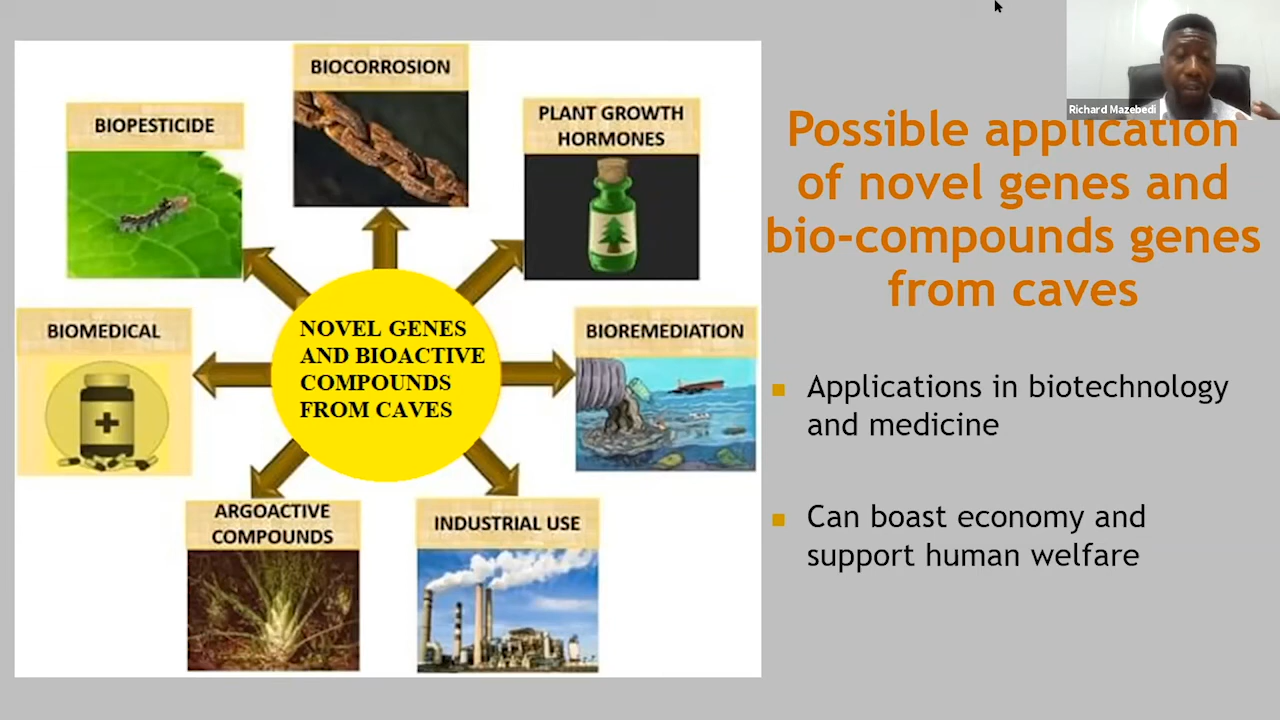 BIOCORROSION
BIOPESTICIDE
PLANT GROWTH
HORMONES
BIOMEDICAL
NOVEL GENES
AND BIOACTIVE
COMPOUNDS
FROM CAVES
BIOREMEDIATION
ARGOACTIVE
COMPOUNDS
INDUSTRIAL USE
Richard Mazebedi
Possible application
of novel genes and
bio-compounds genes
from caves
Applications in biotechnology
and medicine
Can boast economy and
support human welfare